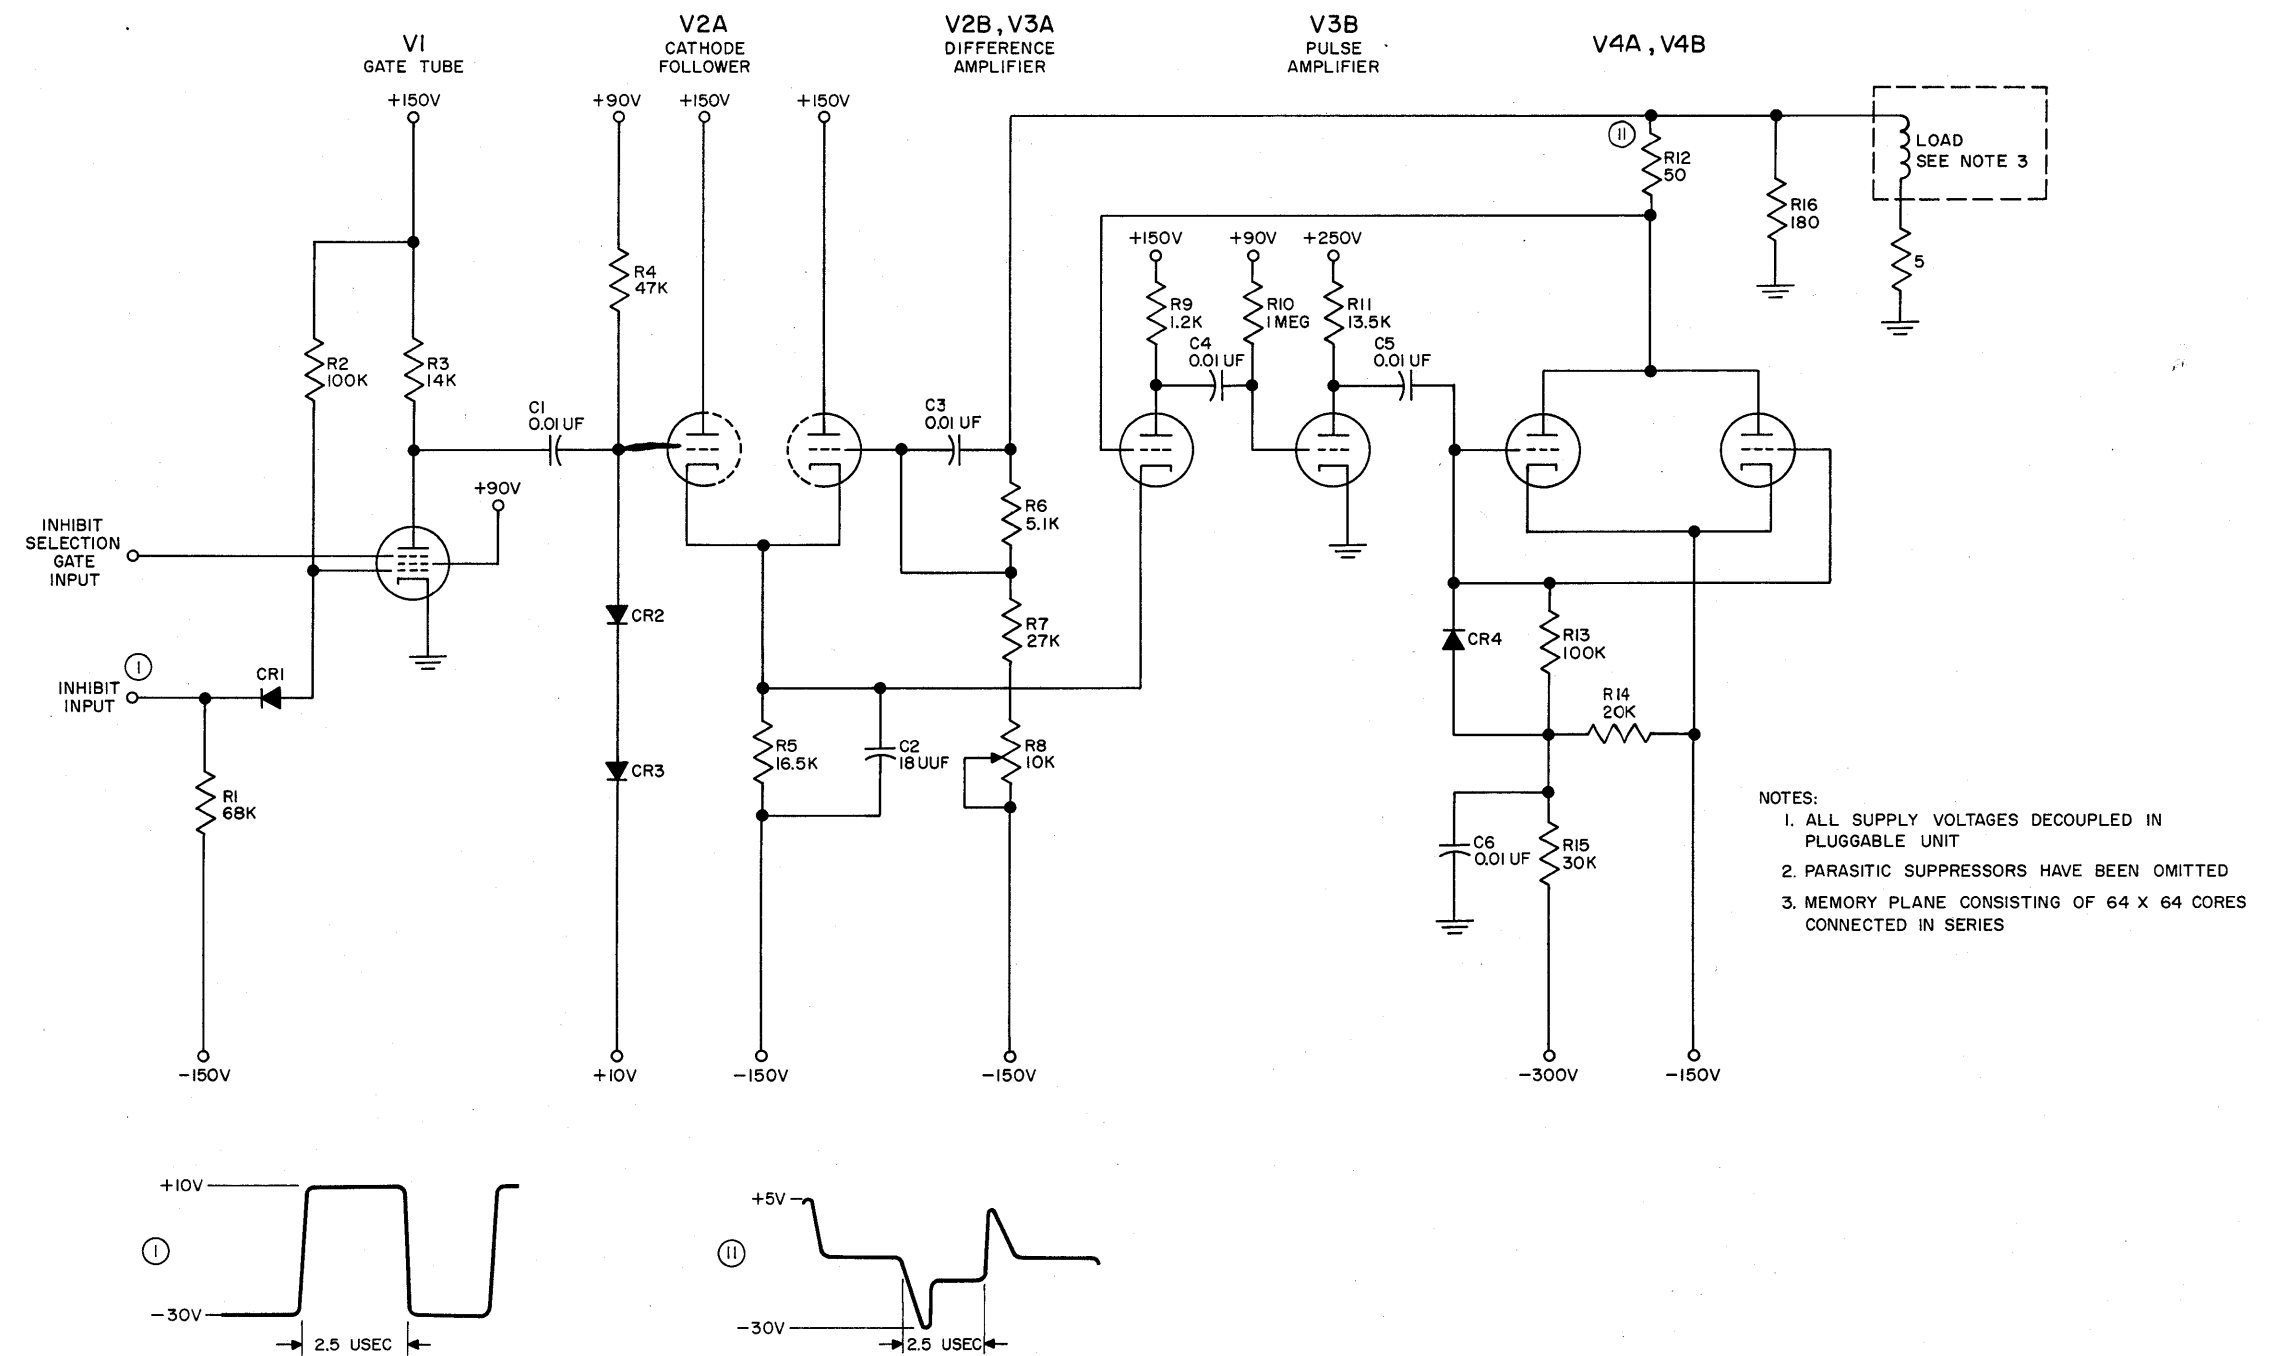 V1
GATE TUBE
+150V
V2A
CATHODE
FOLLOWER
+90V
+150V
V2B, V3A
DIFFERENCE
AMPLIFIER
+150V
V3B
PULSE
AMPLIFIER
V4A, V4B
11
R12
50
R16
180
LOAD
SEE NOTE 3
5
R2
100K
R3
14K
C1
0.01 UF
R4
47K
C3
0.01 UF
+150V
R9
1.2K
C4
0.01 UF
+90V
R10
1 MEG
+250V
R11
13.5K
C5
0.01 UF
+90V
INHIBIT
SELECTION
GATE
INPUT
1
INHIBIT
INPUT
CR1
R1
68K
-150V
CR2
CR3
+10V
R5
16.5K
C2
18 UUF
-150V
R6
5.1K
R7
27K
R8
10K
-150V
CR4
R13
100K
R14
20K
C6
0.01 UF
R15
30K
-300V
-150V
NOTES:
1. ALL SUPPLY VOLTAGES DECOUPLED IN
PLUGGABLE UNIT
2. PARASITIC SUPPRESSORS HAVE BEEN OMITTED
3. MEMORY PLANE CONSISTING OF 64 X 64 CORES
CONNECTED IN SERIES
+10V
1
-30V
2.5 USEC
+5V
11
-30V
2.5 USEC